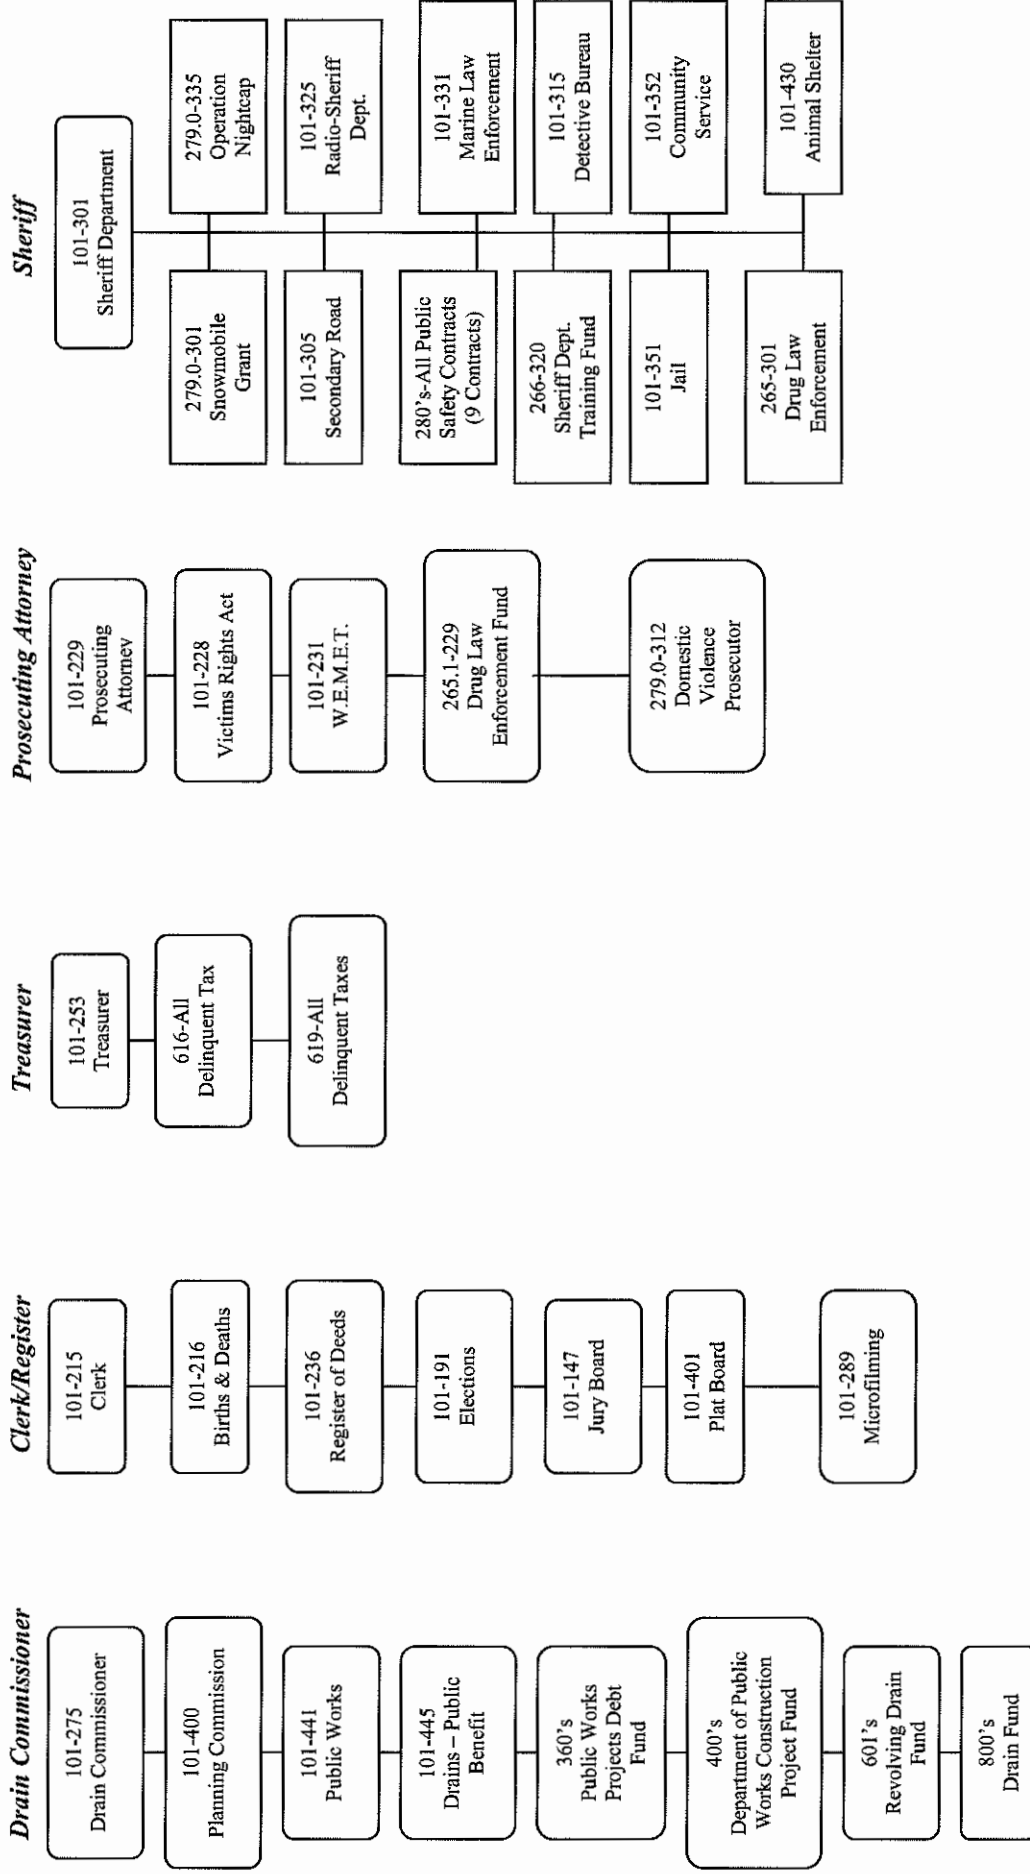 Drain Commissioner
101-275
Drain Commissioner
101-400
Planning Commission
101-441
Public Works
101-445
Drains – Public
Benefit
360's
Public Works
Projects Debt
Fund
400's
Department of Public
Works Construction
Project Fund
601's
Revolving Drain
Fund
800's
Drain Fund
Clerk/Register
101-215
Clerk
101-216
Births & Deaths
101-236
Register of Deeds
101-191
Elections
101-147
Jury Board
101-401
Plat Board
101-289
Microfilming
Treasurer
101-253
Treasurer
616-All
Delinquent Tax
619-All
Delinquent Taxes
Prosecuting Attorney
101-229
Prosecuting
Attorney
101-228
Victims Rights Act
101-231
W.E.M.E.T.
265.1-229
Drug Law
Enforcement Fund
279.0-312
Domestic
Violence
Prosecutor
Sheriff
101-301
Sheriff Department
279.0-301
Snowmobile
Grant
279.0-335
Operation
Nightcap
101-305
Secondary Road
101-325
Radio-Sheriff
Dept.
280's-All Public
Safety Contracts
(9 Contracts)
101-331
Marine Law
Enforcement
266-320
Sheriff Dept.
Training Fund
101-315
Detective Bureau
101-351
Jail
101-352
Community
Service
265-301
Drug Law
Enforcement
101-430
Animal Shelter